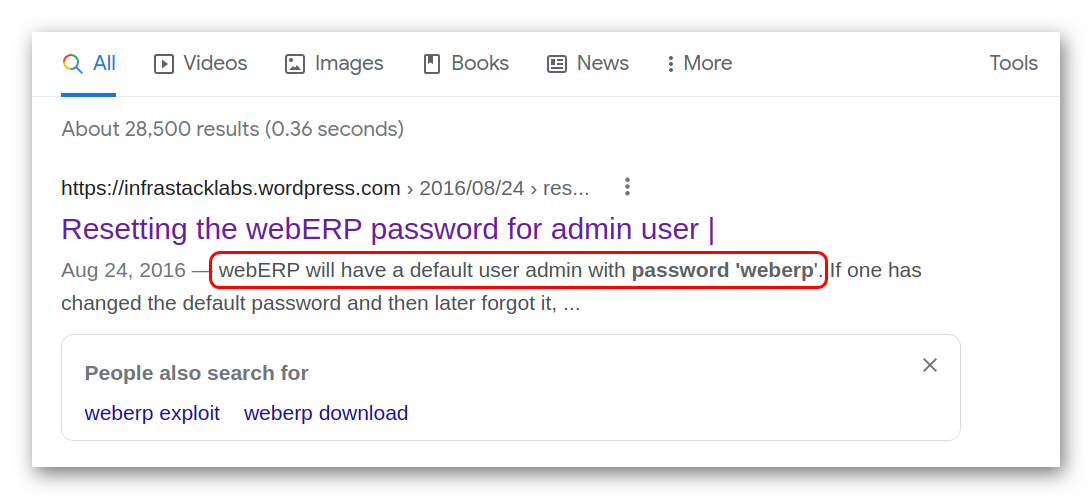 All Videos Images Books News More Tools
About 28,500 results (0.36 seconds)
https://infrastacklabs.wordpress.com › 2016/08/24 › res...
Resetting the webERP password for admin user |
Aug 24, 2016 — webERP will have a default user admin with password 'weberp'. If one has
changed the default password and then later forgot it, ...
People also search for
weberp exploit weberp download